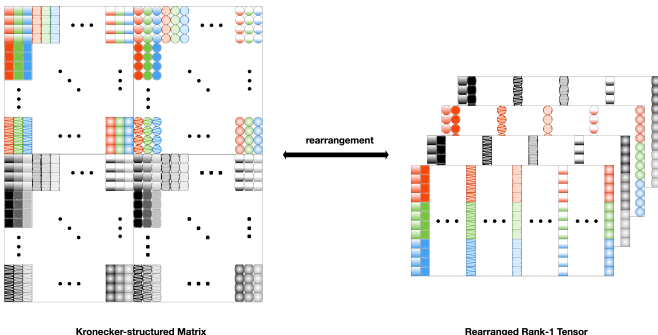 rearrangement
Kronecker-structured Matrix
Rearranged Rank-1 Tensor